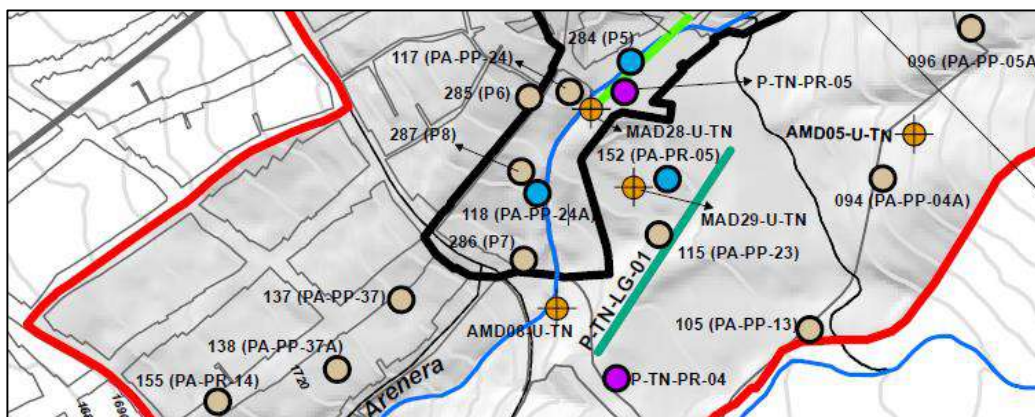 284 (P5)
117 (PA-PP-24)
096 (PA-PP-05A)
285 (P6)
P-TN-PR-05
MAD28-U-TN
AMD05-U-TN
287 (P8)
152 (PA-PR-05)
118 (PA-PP-24A)
MAD29-U-TN
094 (PA-PP-04A)
286 (P7)
115 (PA-PP-23)
P-TN-LG-01
137 (PA-PP-37)
AMD08-U-TN
105 (PA-PP-13)
138 (PA-PP-37A)
1720
Arenera
P-TN-PR-04
155 (PA-PR-14)
1690